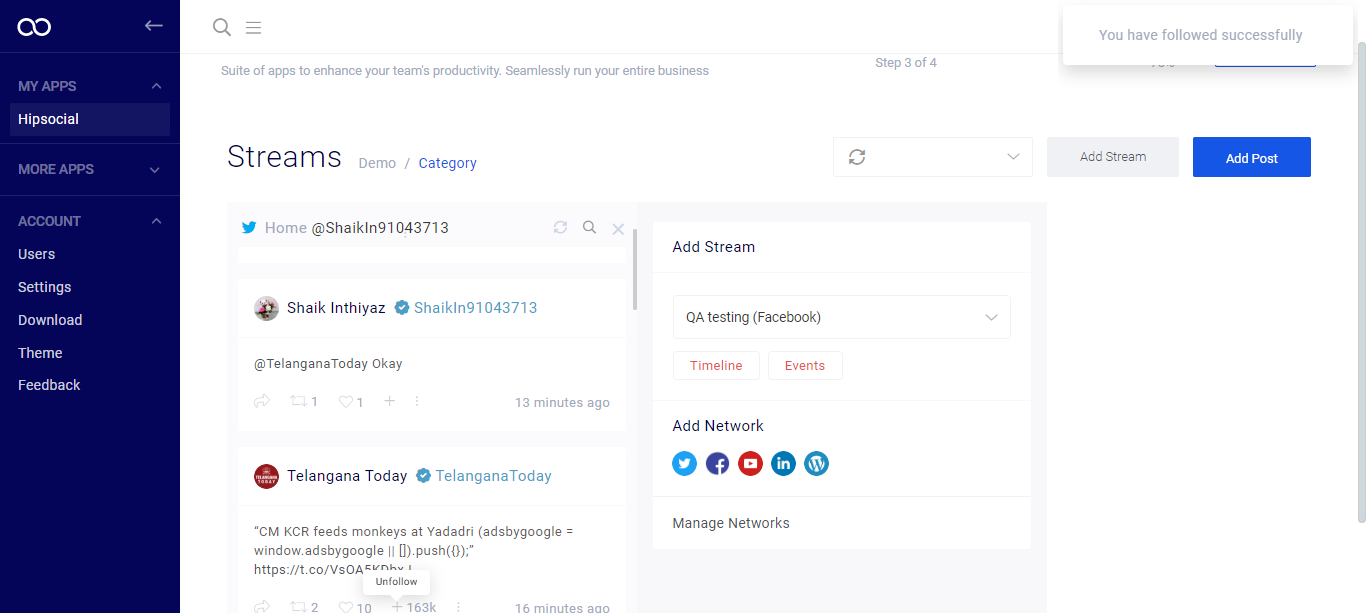 You have followed successfully
MY APPS
Hipsocial
MORE APPS
ACCOUNT
Users
Settings
Download
Theme
Feedback
Suite of apps to enhance your team's productivity. Seamlessly run your entire business
Step 3 of 4
Streams Demo / Category
Add Stream
Add Post
Home @ShaikIn91043713
Shaik Inthiyaz ShaikIn91043713
@TelanganaToday Okay
1 1 13 minutes ago
Telangana Today TelanganaToday
“CM KCR feeds monkeys at Yadadri (adsbygoogle =
window.adsbygoogle || []).push({});”
Unfollow
2 10 163k 16 minutes ago
Add Stream
QA testing (Facebook)
Timeline Events
Add Network
Manage Networks